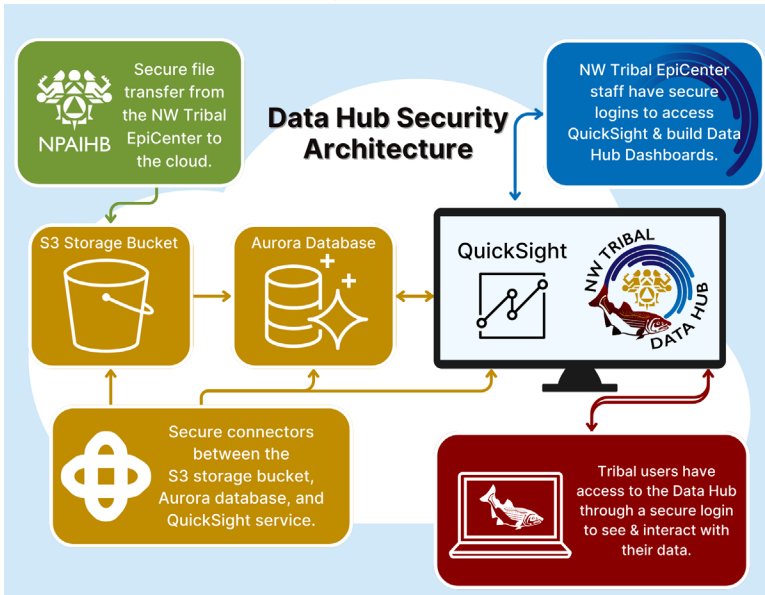 Data Hub Security
Architecture
NPAIHB
Secure file
transfer from
the NW Tribal
EpiCenter to
the cloud.
NW Tribal EpiCenter
staff have secure
logins to access
QuickSight & build Data
Hub Dashboards.
S3 Storage Bucket
Aurora Database
QuickSight
NW TRIBAL
DATA HUB
Secure connectors
between the
S3 storage bucket,
Aurora database, and
QuickSight service.
Tribal users have
access to the Data Hub
through a secure login
to see & interact with
their data.